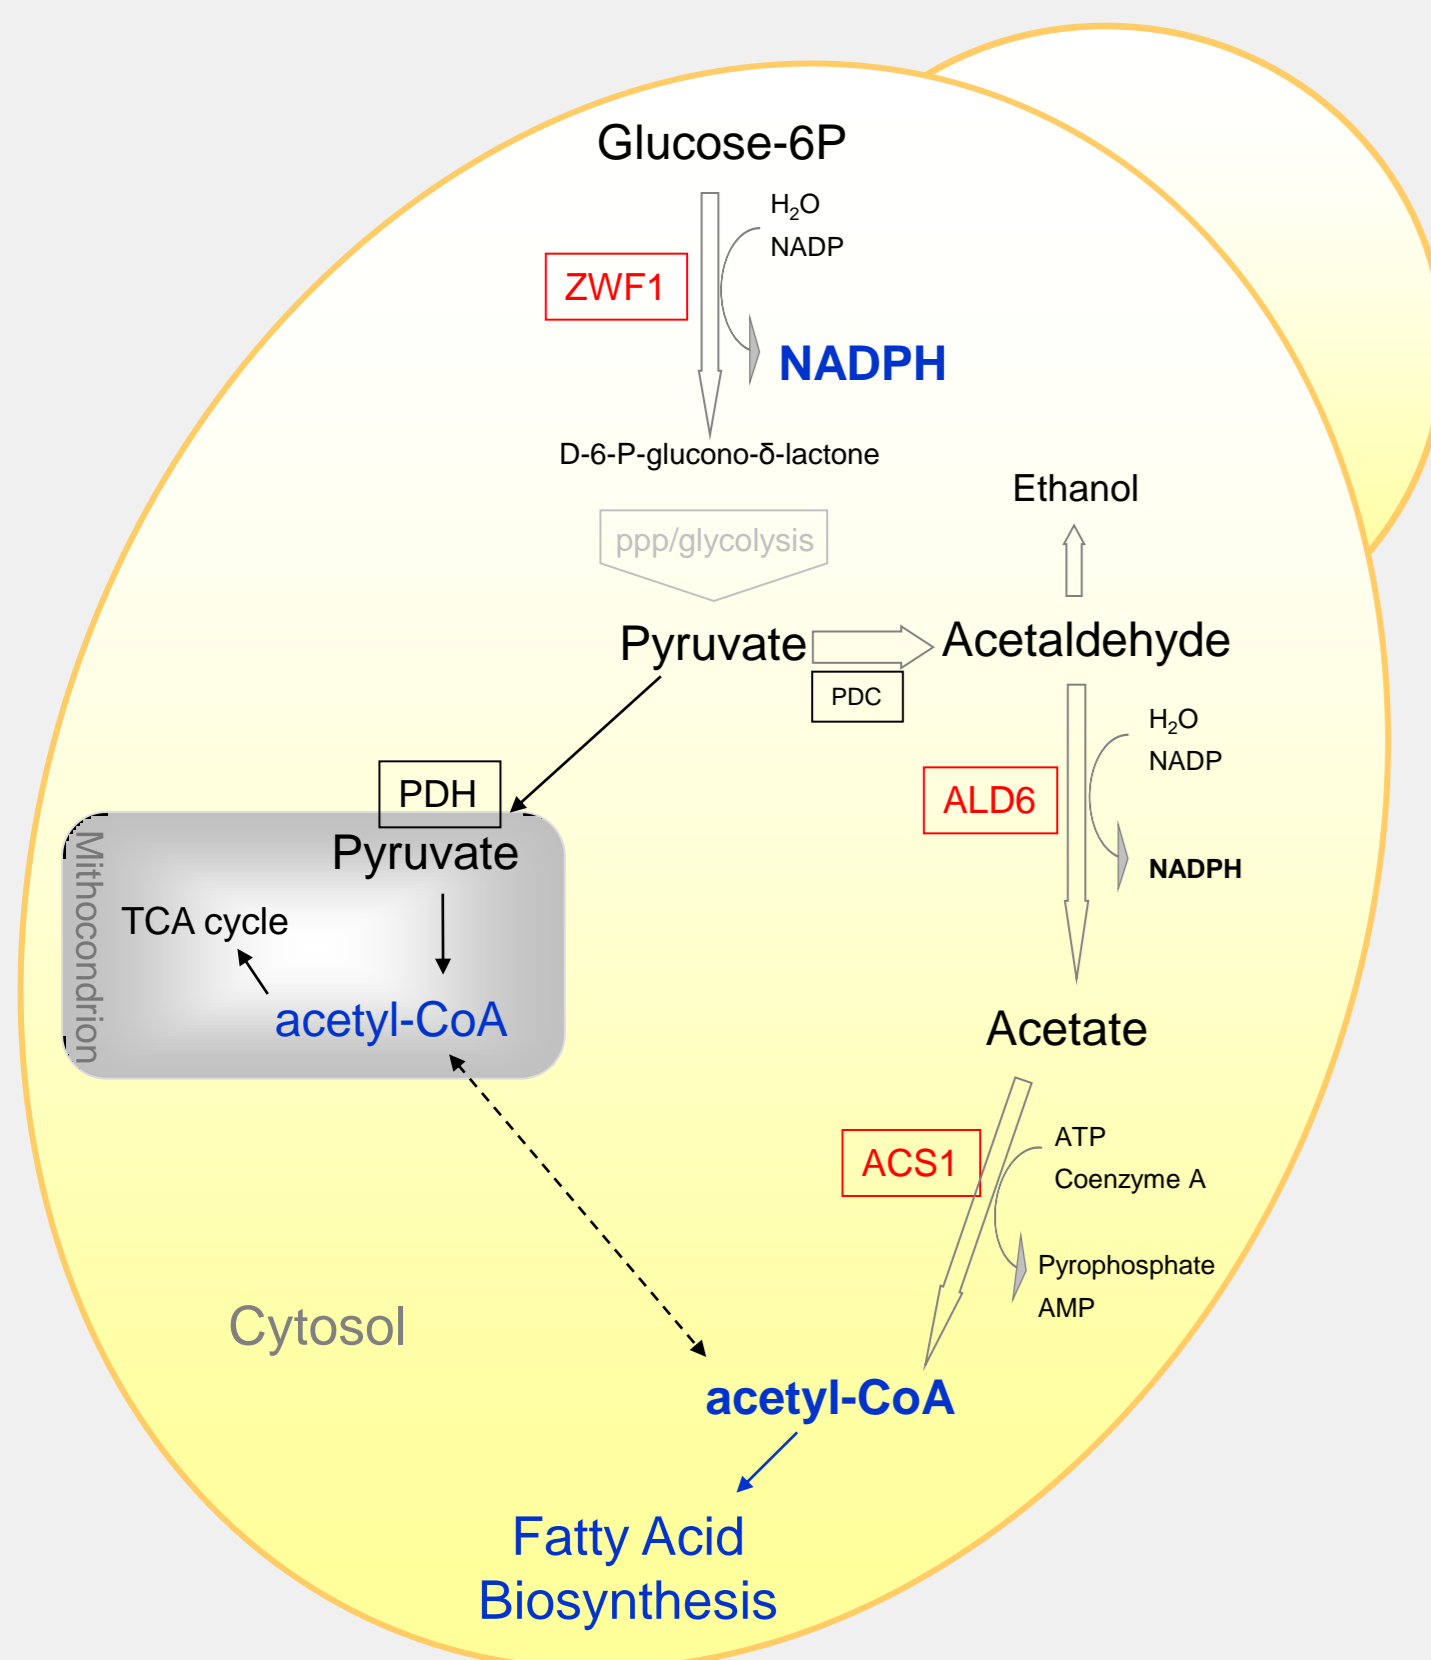 Glucose-6P
H₂O
NADP
ZWF1
NADPH
D-6-P-glucono-δ-lactone
Ethanol
ppp/glycolysis
Pyruvate
Acetaldehyde
PDC
H₂O
NADP
PDH
ALD6
Pyruvate
NADPH
Mithocondrion
TCA cycle
acetyl-CoA
Acetate
ATP
ACS1
Coenzyme A
Pyrophosphate
AMP
Cytosol
acetyl-CoA
Fatty Acid
Biosynthesis